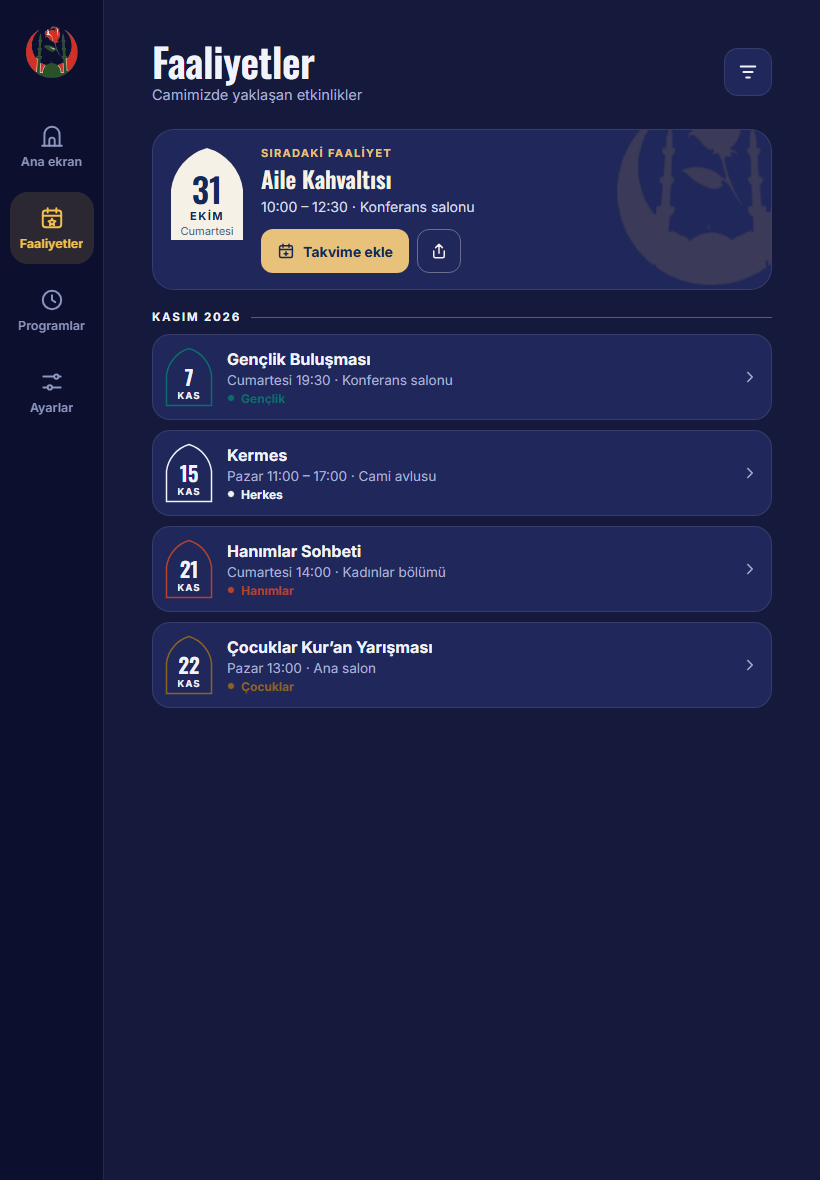 Faaliyetler
Camimizde yaklaşan etkinlikler
Ana ekran
Faaliyetler
Programlar
Ayarlar
31
EKİM
Cumartesi
SIRADAKİ FAALİYET
Aile Kahvaltısı
10:00 – 12:30 · Konferans salonu
Takvime ekle
KASIM 2026
7
KAS
Gençlik Buluşması
Cumartesi 19:30 · Konferans salonu
Gençlik
15
KAS
Kermes
Pazar 11:00 – 17:00 · Cami avlusu
Herkes
21
KAS
Hanımlar Sohbeti
Cumartesi 14:00 · Kadınlar bölümü
Hanımlar
22
KAS
Çocuklar Kur’an Yarışması
Pazar 13:00 · Ana salon
Çocuklar